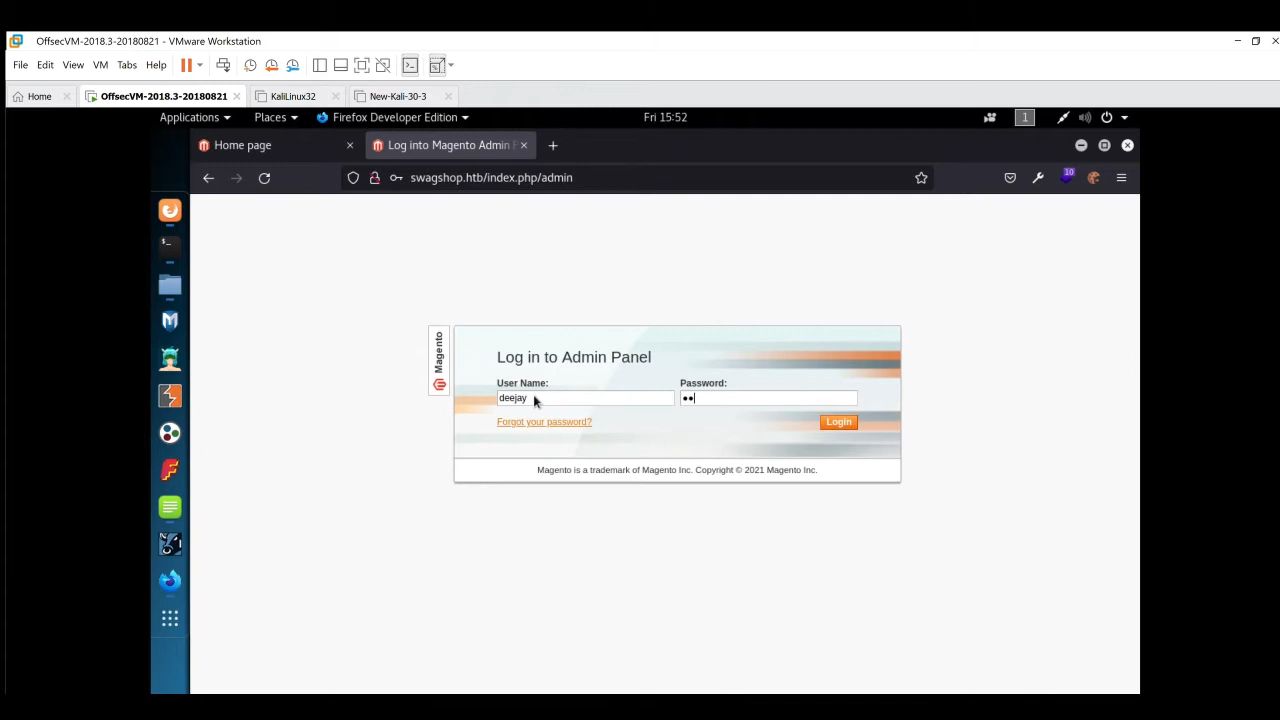 OffsecVM-2018.3-20180821 - VMware Workstation
File Edit View VM Tabs Help
Home OffsecVM-2018.3-20180821 KaliLinux32 New-Kali-30-3
Applications Places Firefox Developer Edition Fri 15:52 1
Home page Log into Magento Admin P
swagshop.htb/index.php/admin 10
Magento
Log in to Admin Panel
User Name: Password:
deejay
Forgot your password? Login
Magento is a trademark of Magento Inc. Copyright © 2021 Magento Inc.